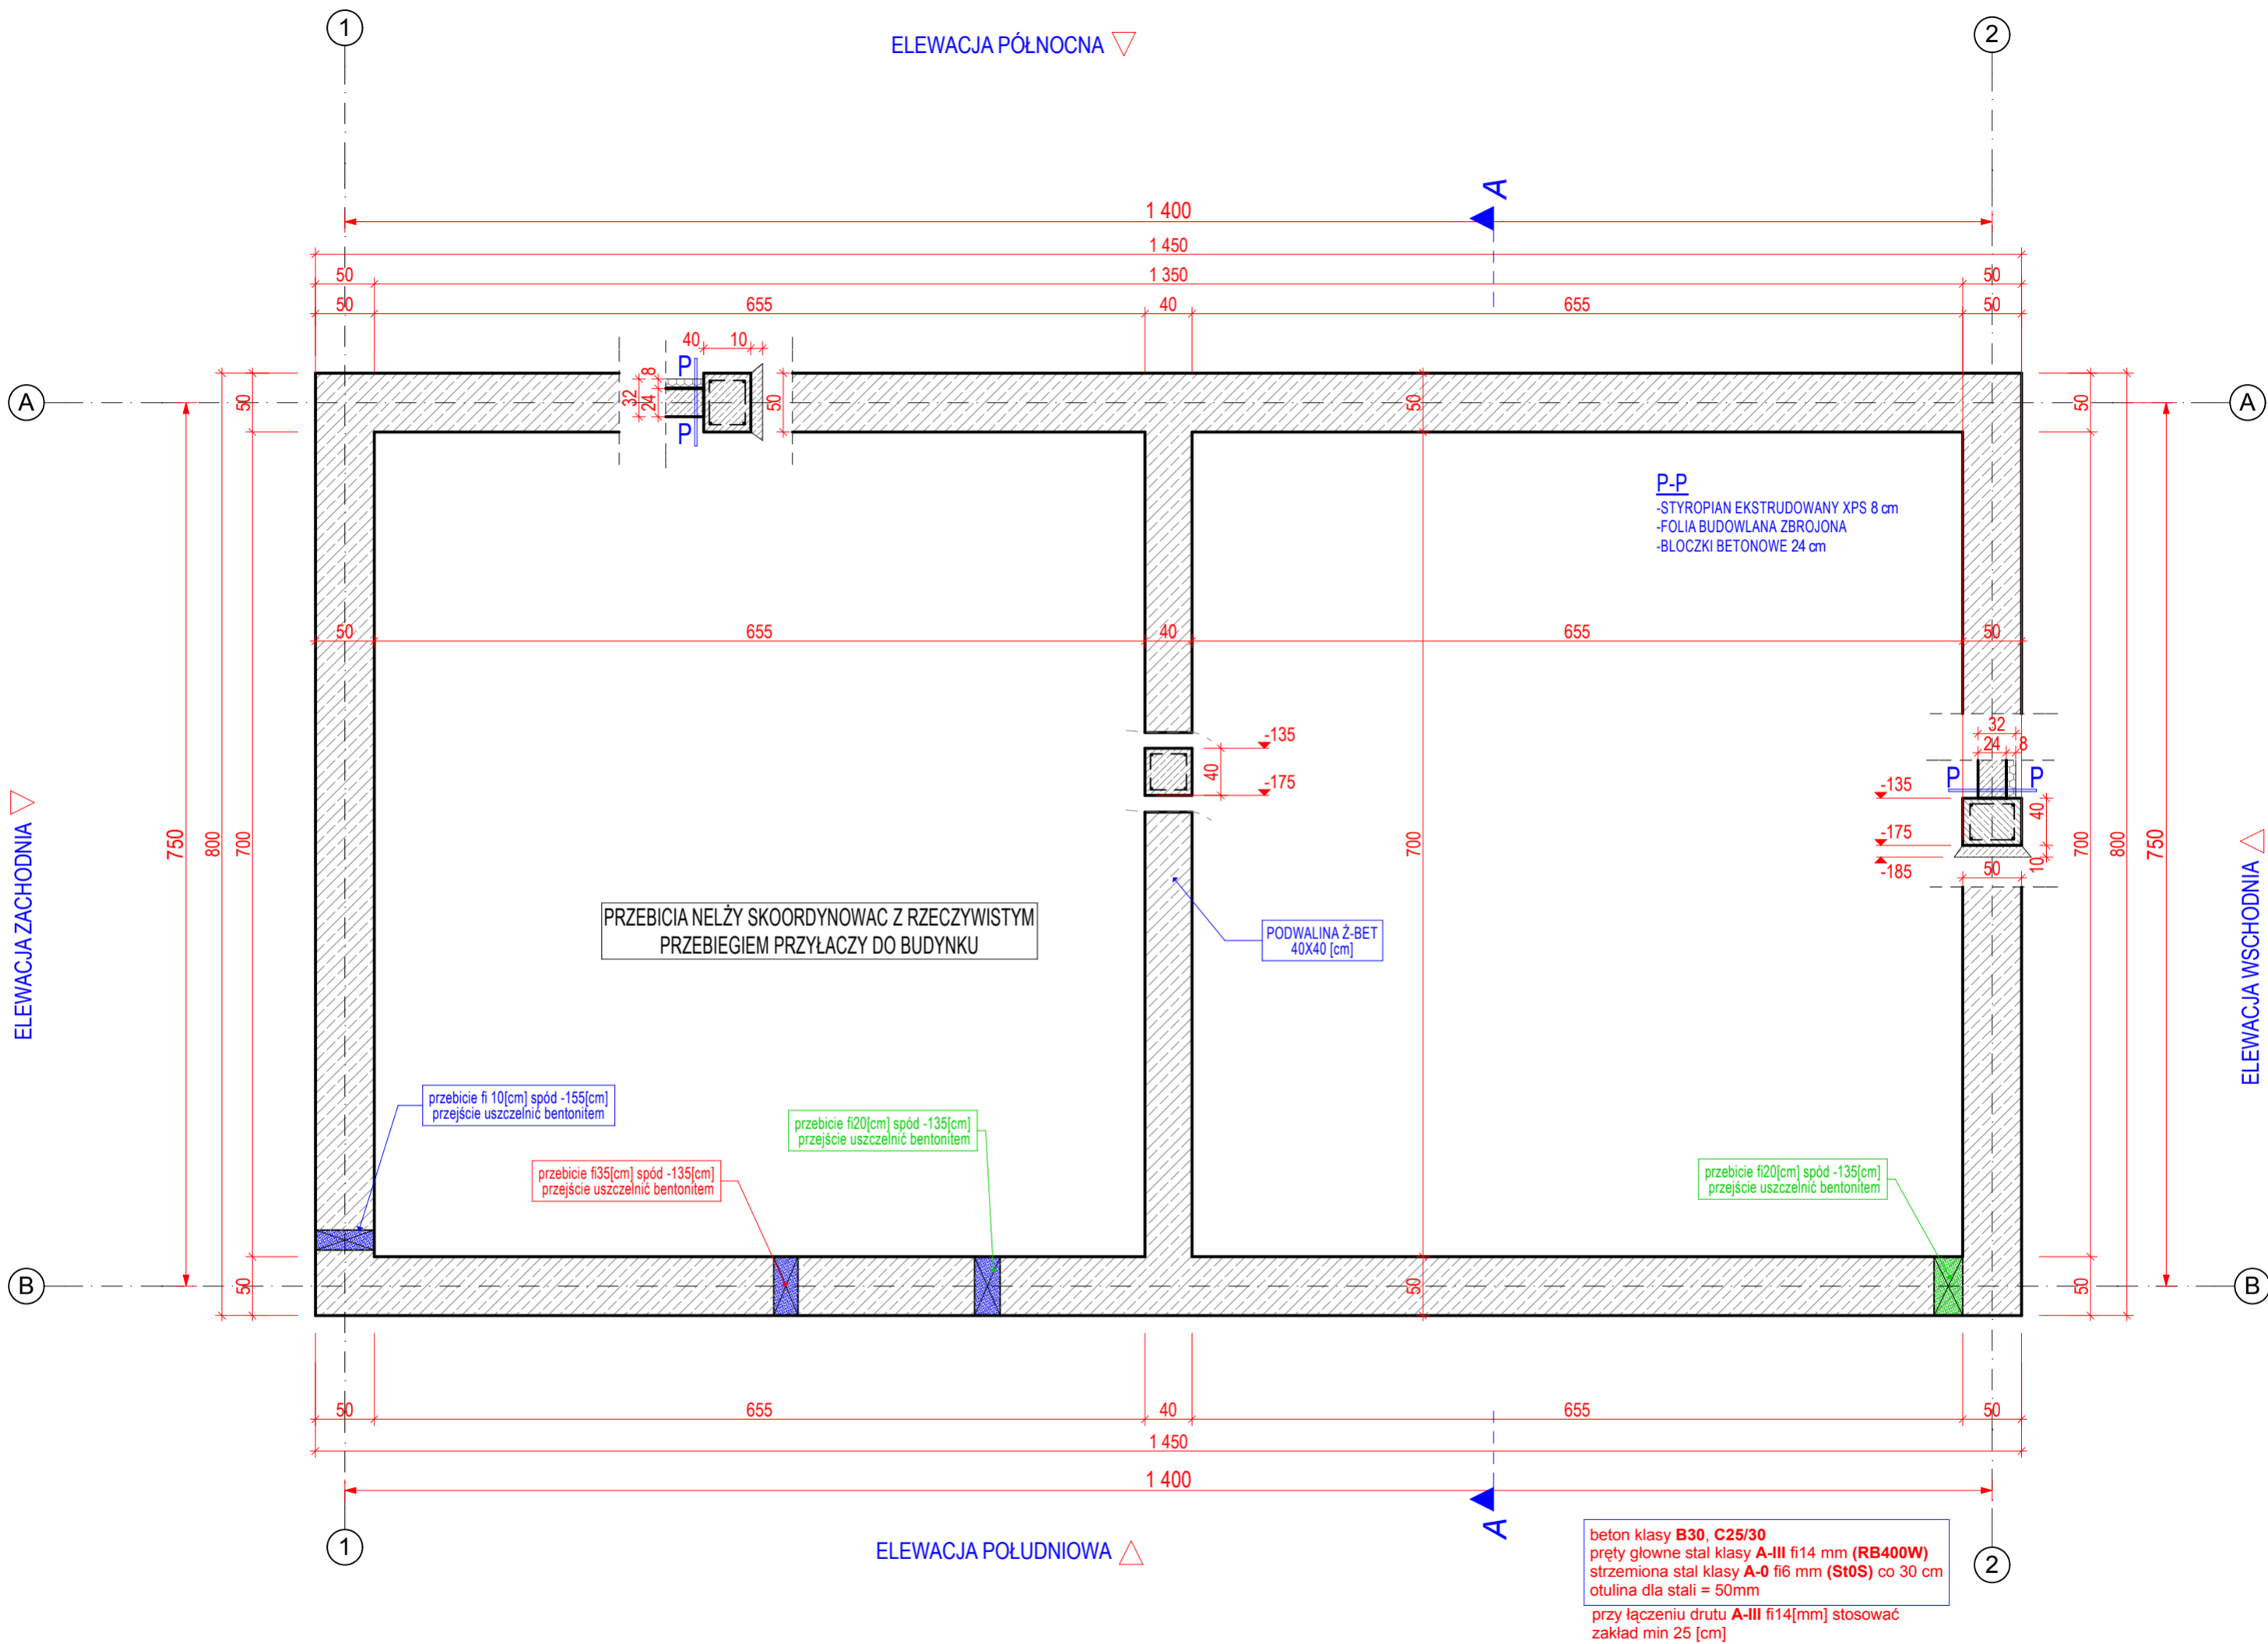 1
2
ELEWACJA PÓŁNOCNA
A
1 400
1 450
50
1 350
50
50
655
40
655
50
40
10
P
8
32
24
50
P
50
50
50
A
A
P-P
-STYROPIAN EKSTRUDOWANY XPS 8 cm
-FOLIA BUDOWLANA ZBROJONA
-BLOCZKI BETONOWE 24 cm
50
655
40
655
50
-135
40
-175
32
24
8
P
P
-135
40
-175
-185
50
10
750
800
700
700
700
800
750
ELEWACJA ZACHODNIA
ELEWACJA WSCHODNIA
PRZEBICIA NELŻY SKOORDYNOWAC Z RZECZYWISTYM
PRZEBIEGIEM PRZYŁACZY DO BUDYNKU
PODWALINA Ż-BET
40X40 [cm]
przebicie fi 10[cm] spód -155[cm]
przejście uszczelnić bentonitem
przebicie fi20[cm] spód -135[cm]
przejście uszczelnić bentonitem
przebicie fi35[cm] spód -135[cm]
przejście uszczelnić bentonitem
przebicie fi20[cm] spód -135[cm]
przejście uszczelnić bentonitem
B
50
50
50
B
50
655
40
655
50
1 450
1 400
A
1
2
ELEWACJA POŁUDNIOWA
beton klasy B30, C25/30
pręty głowne stal klasy A-III fi14 mm (RB400W)
strzemiona stal klasy A-0 fi6 mm (St0S) co 30 cm
otulina dla stali = 50mm
przy łączeniu drutu A-III fi14[mm] stosować
zakład min 25 [cm]